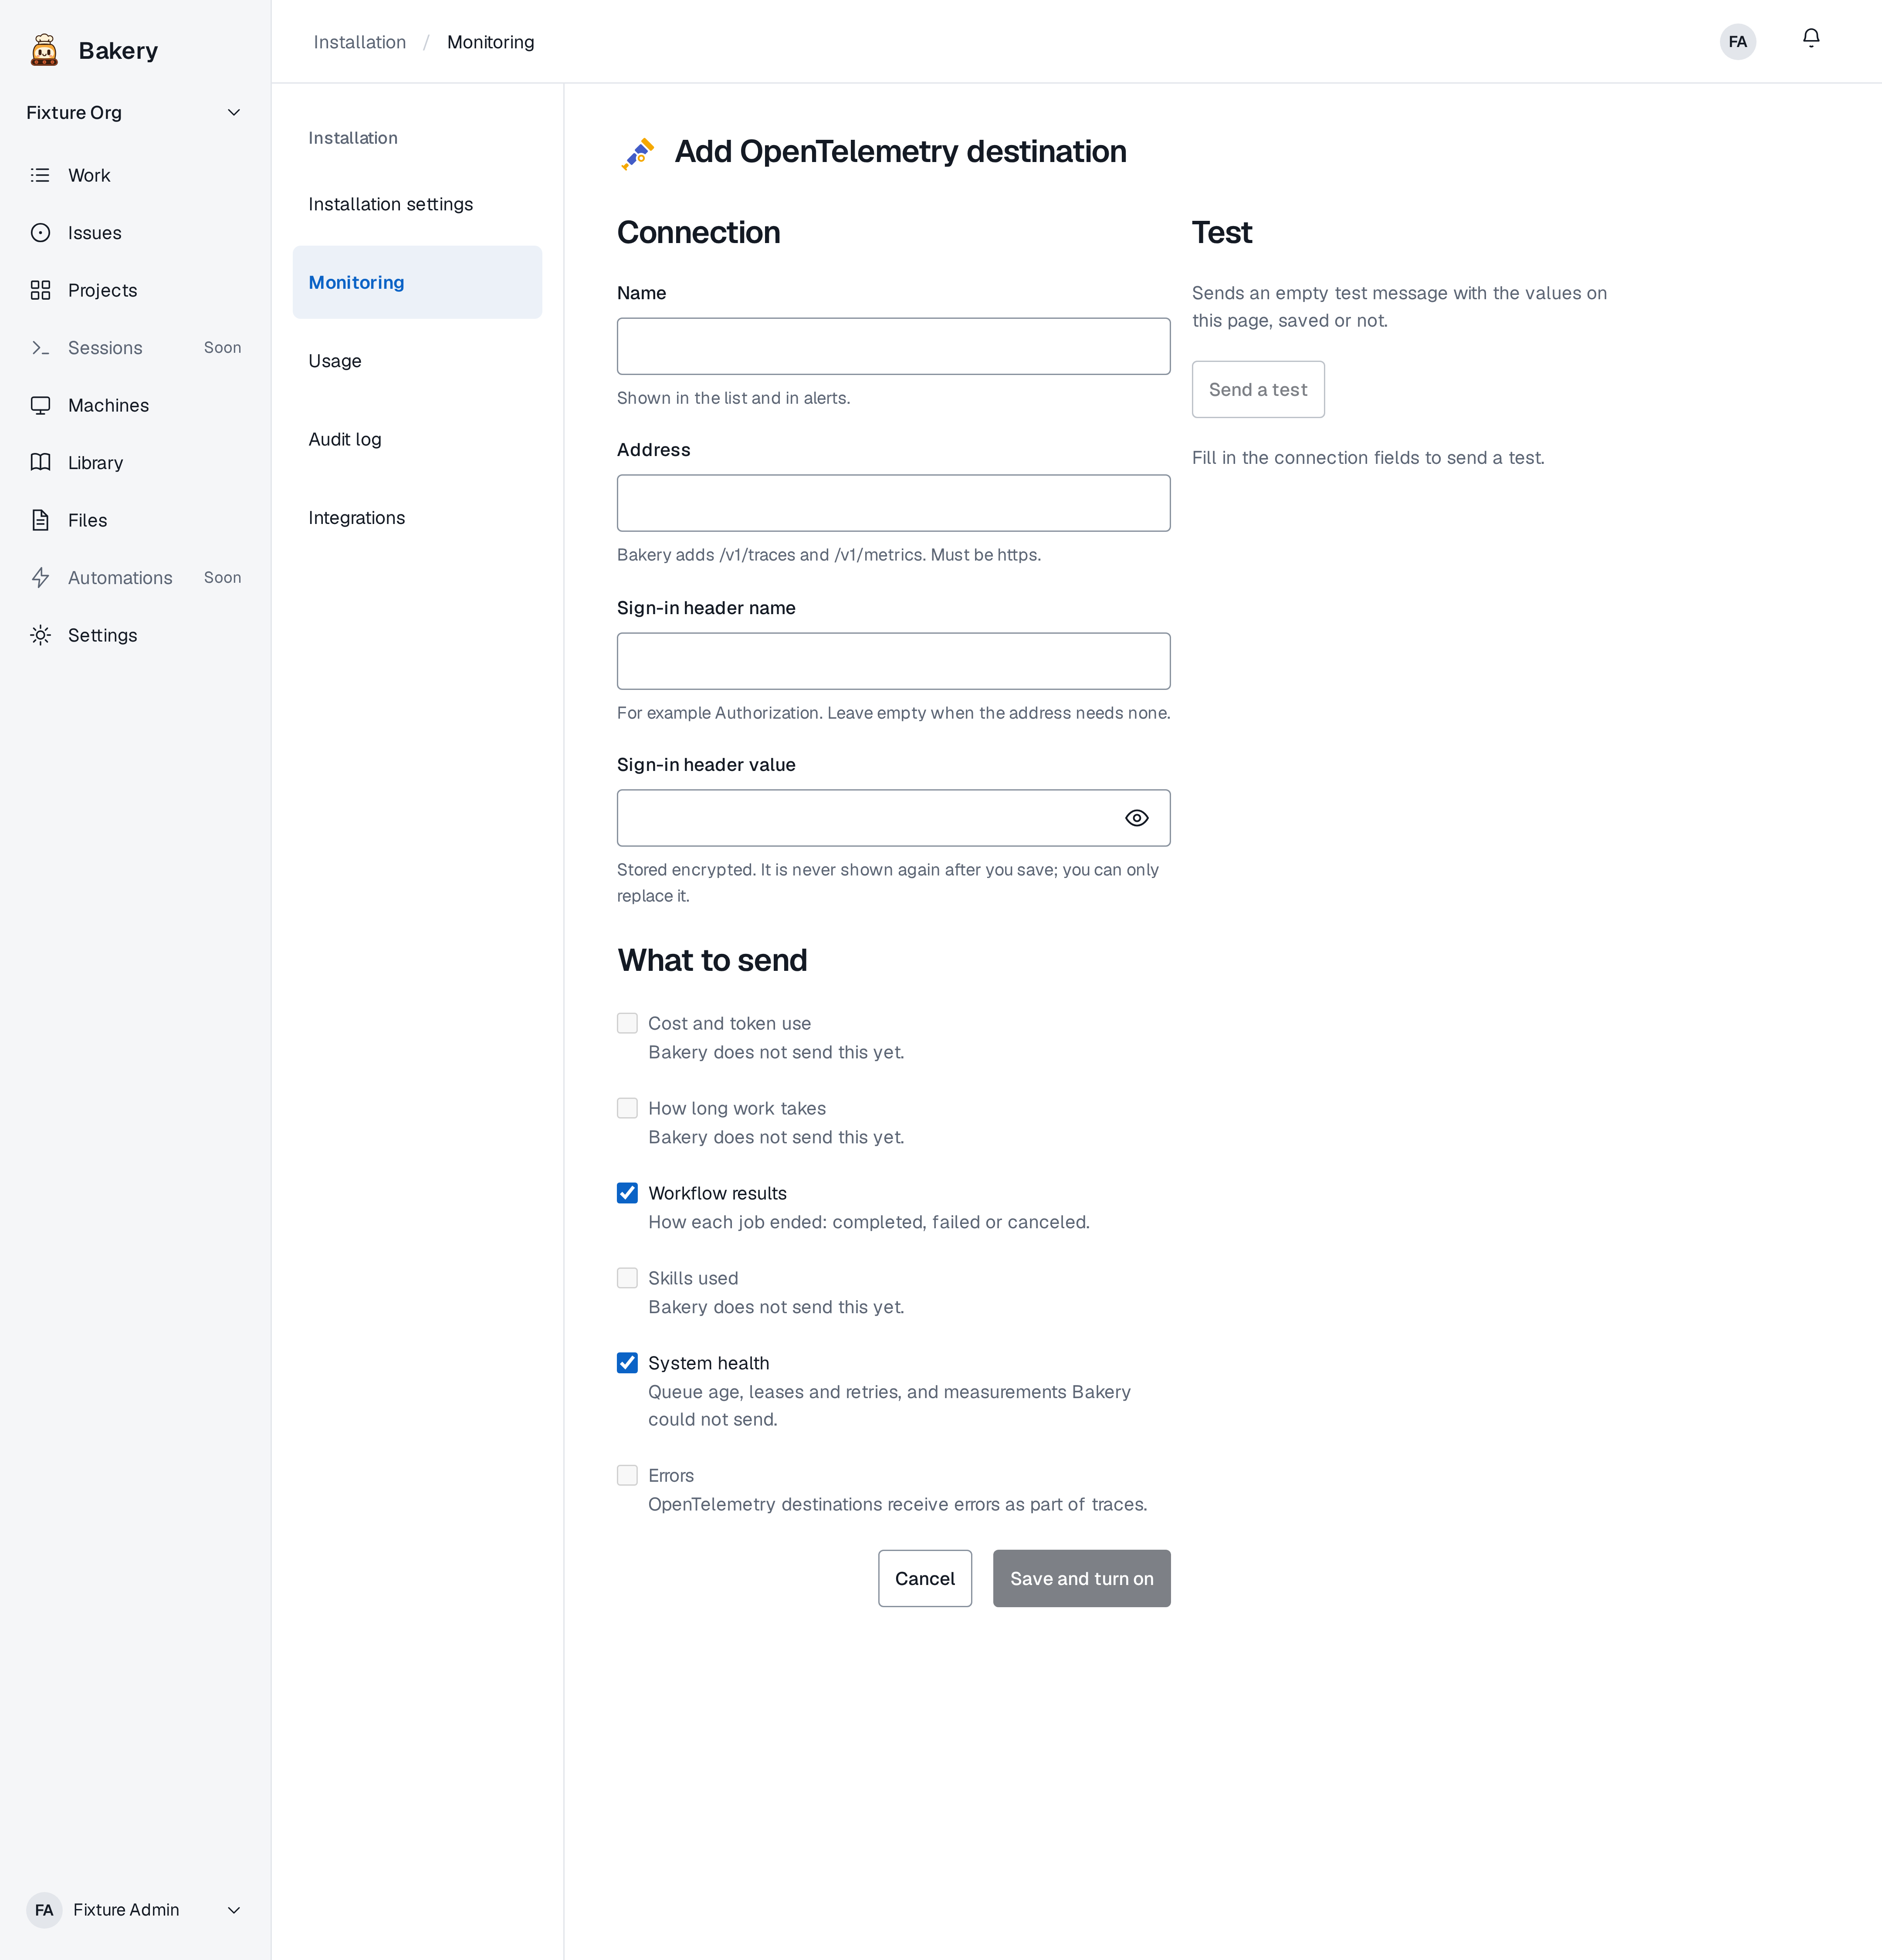 Bakery
Fixture Org
Work
Issues
Projects
Sessions Soon
Machines
Library
Files
Automations Soon
Settings
FA Fixture Admin
Installation / Monitoring
FA
Installation
Installation settings
Monitoring
Usage
Audit log
Integrations
Add OpenTelemetry destination
Connection
Name
Shown in the list and in alerts.
Address
Bakery adds /v1/traces and /v1/metrics. Must be https.
Sign-in header name
For example Authorization. Leave empty when the address needs none.
Sign-in header value
Stored encrypted. It is never shown again after you save; you can only
replace it.
What to send
Cost and token use
Bakery does not send this yet.
How long work takes
Bakery does not send this yet.
Workflow results
How each job ended: completed, failed or canceled.
Skills used
Bakery does not send this yet.
System health
Queue age, leases and retries, and measurements Bakery
could not send.
Errors
OpenTelemetry destinations receive errors as part of traces.
Cancel
Save and turn on
Test
Sends an empty test message with the values on
this page, saved or not.
Send a test
Fill in the connection fields to send a test.